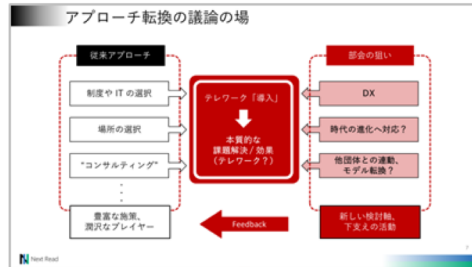 アプローチ転換の議論の場
従来アプローチ
制度や IT の選択
場所の選択
"コンサルティング"
・
・
・
豊富な施策、
潤沢なプレイヤー
テレワーク「導入」
本質的な
課題解決/効果
(テレワーク？)
Feedback
部会の狙い
DX
時代の進化へ対応？
他団体との連動、
モデル転換？
新しい検討軸、
下支えの活動
Next Read